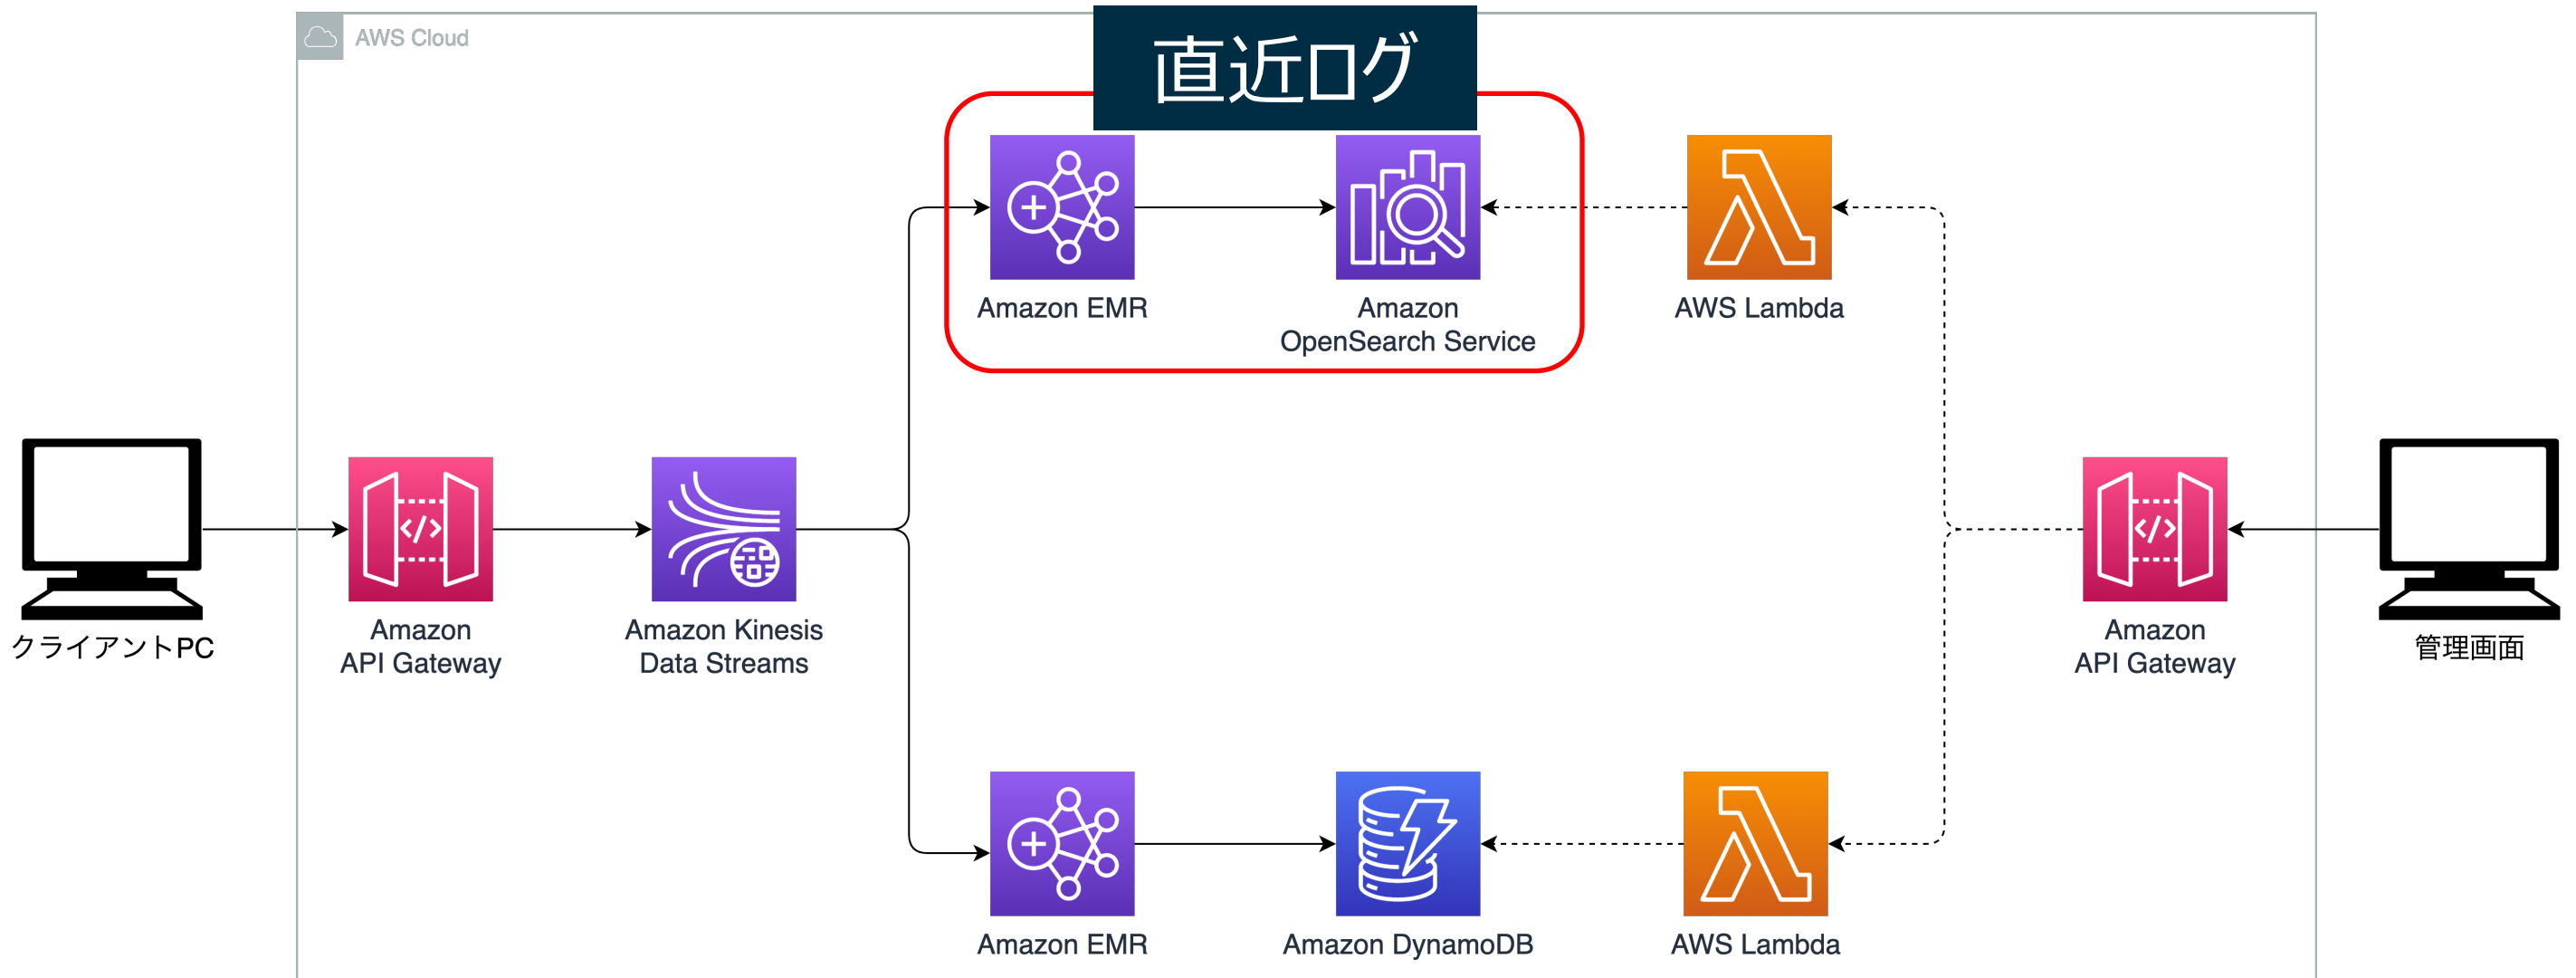 AWS Cloud
直近ログ
Amazon EMR
Amazon
OpenSearch Service
AWS Lambda
クライアントPC
Amazon
API Gateway
Amazon Kinesis
Data Streams
Amazon
API Gateway
管理画面
Amazon EMR
Amazon DynamoDB
AWS Lambda